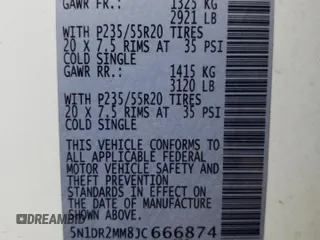 GAWR FR.: 1325 KG
2921 LB
WITH P235/55R20 TIRES
20 X 7.5 RIMS AT 35 PSI
COLD SINGLE
GAWR RR.: 1415 KG
3120 LB
WITH P235/55R20 TIRES
20 X 7.5 RIMS AT 35 PSI
COLD SINGLE
THIS VEHICLE CONFORMS TO
ALL APPLICABLE FEDERAL
MOTOR VEHICLE SAFETY AND
THEFT PREVENTION
STANDARDS IN EFFECT ON
THE DATE OF MANUFACTURE
SHOWN ABOVE.
5N1DR2MM8JC666874
DREAMBID